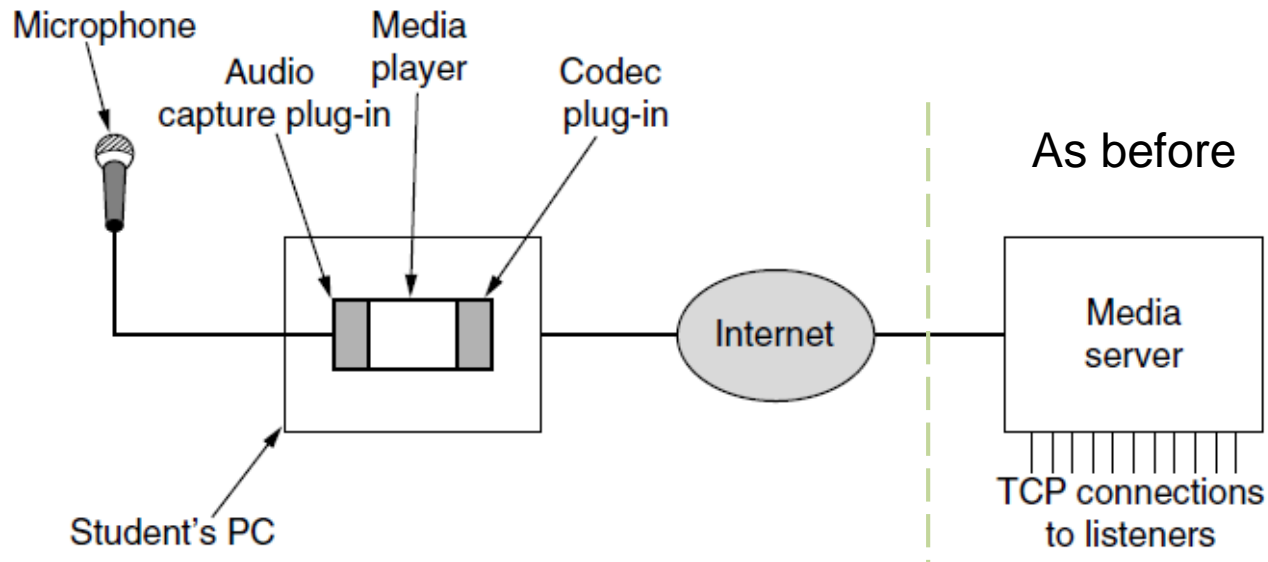 Microphone
Audio
capture plug-in
Media
player
Codec
plug-in
As before
Internet
Media
server
Student's PC
TCP connections
to listeners